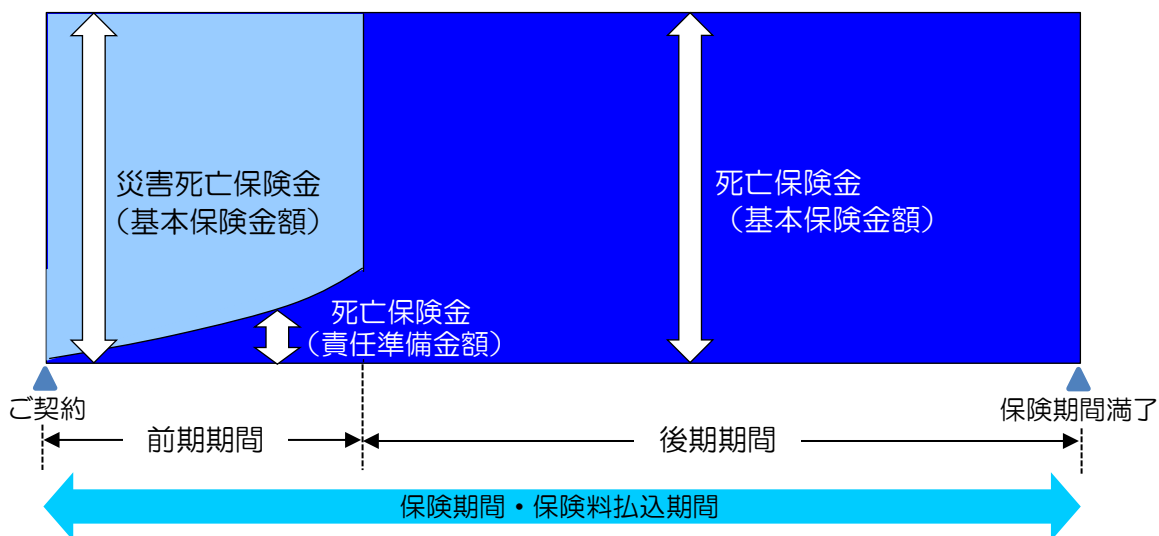 災害死亡保険金
（基本保険金額）
死亡保険金
（基本保険金額）
死亡保険金
（責任準備金額）
ご契約
保険期間満了
前期期間
後期期間
保険期間・保険料払込期間